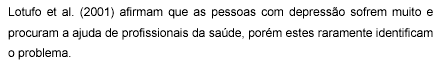 Lotufo et al. (2001) afirmam que as pessoas com depressão sofrem muito e
procuram a ajuda de profissionais da saúde, porém estes raramente identificam
o problema.